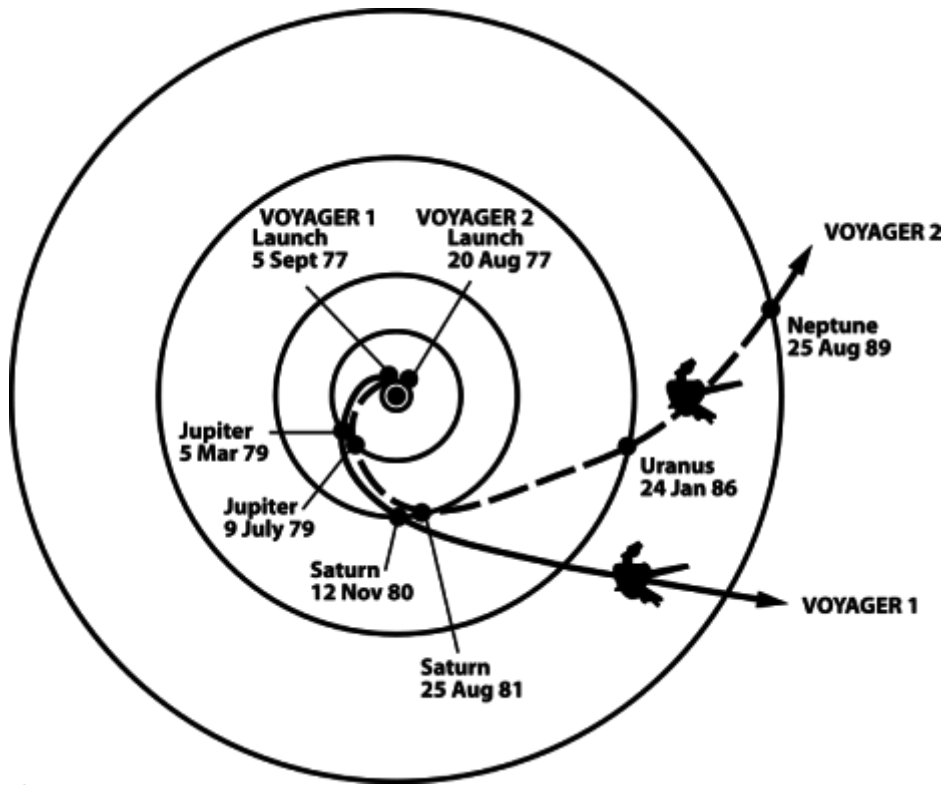 VOYAGER 1
Launch
5 Sept 77
VOYAGER 2
Launch
20 Aug 77
VOYAGER 2
Neptune
25 Aug 89
Jupiter
5 Mar 79
Uranus
24 Jan 86
Jupiter
9 July 79
Saturn
12 Nov 80
VOYAGER 1
Saturn
25 Aug 81